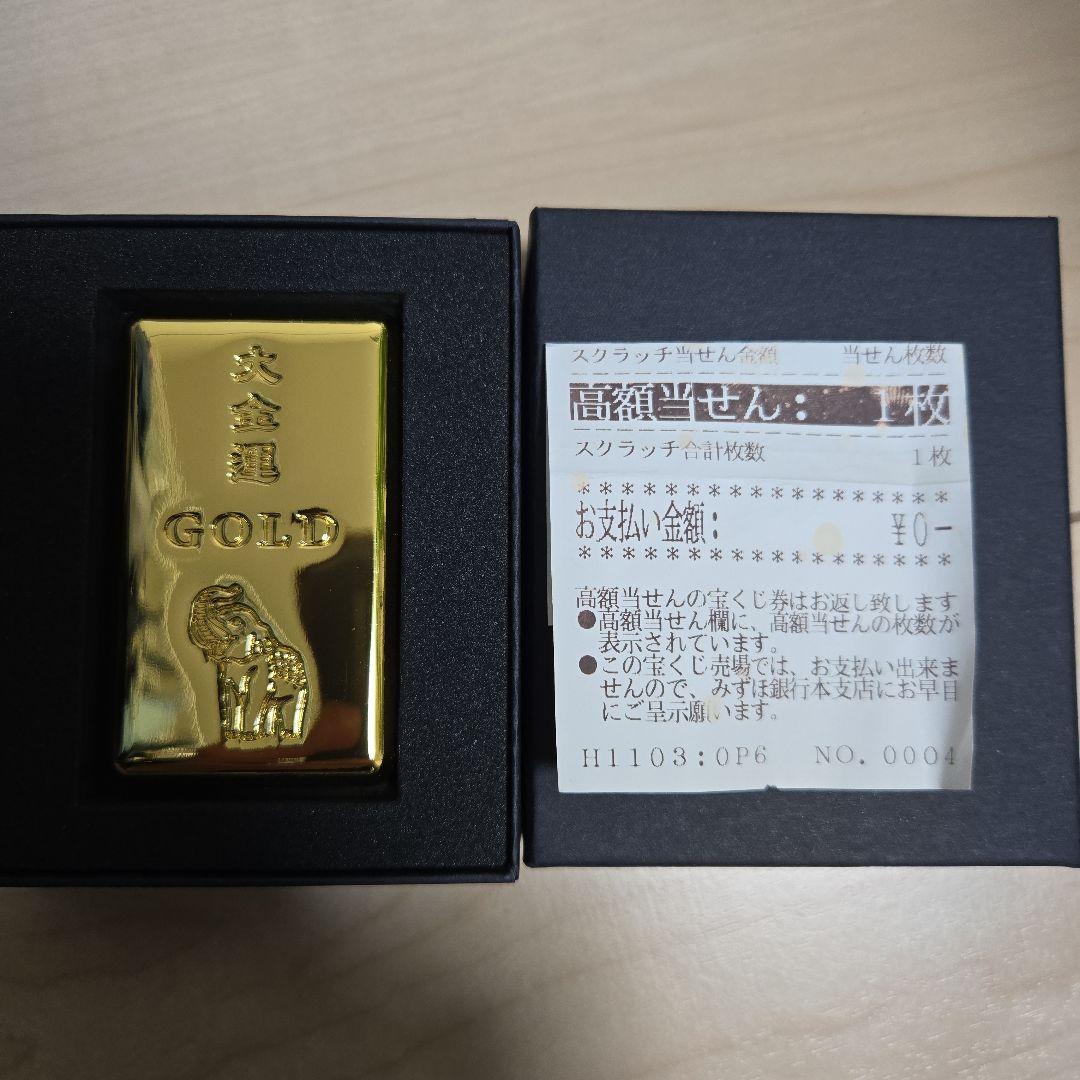 大
金
運
GOLD
スクラッチ当せん金額 当せん枚数
高額当せん: 1枚
スクラッチ合計枚数 1枚
******************
お支払い金額: ¥0-
******************
高額当せんの宝くじ券はお返し致します
●高額当せん欄に、高額当せんの枚数が
表示されています。
●この宝くじ売場では、お支払い出来ま
せんので、みずほ銀行本支店にお早目
にご呈示願います。
H1103:0P6 NO.0004